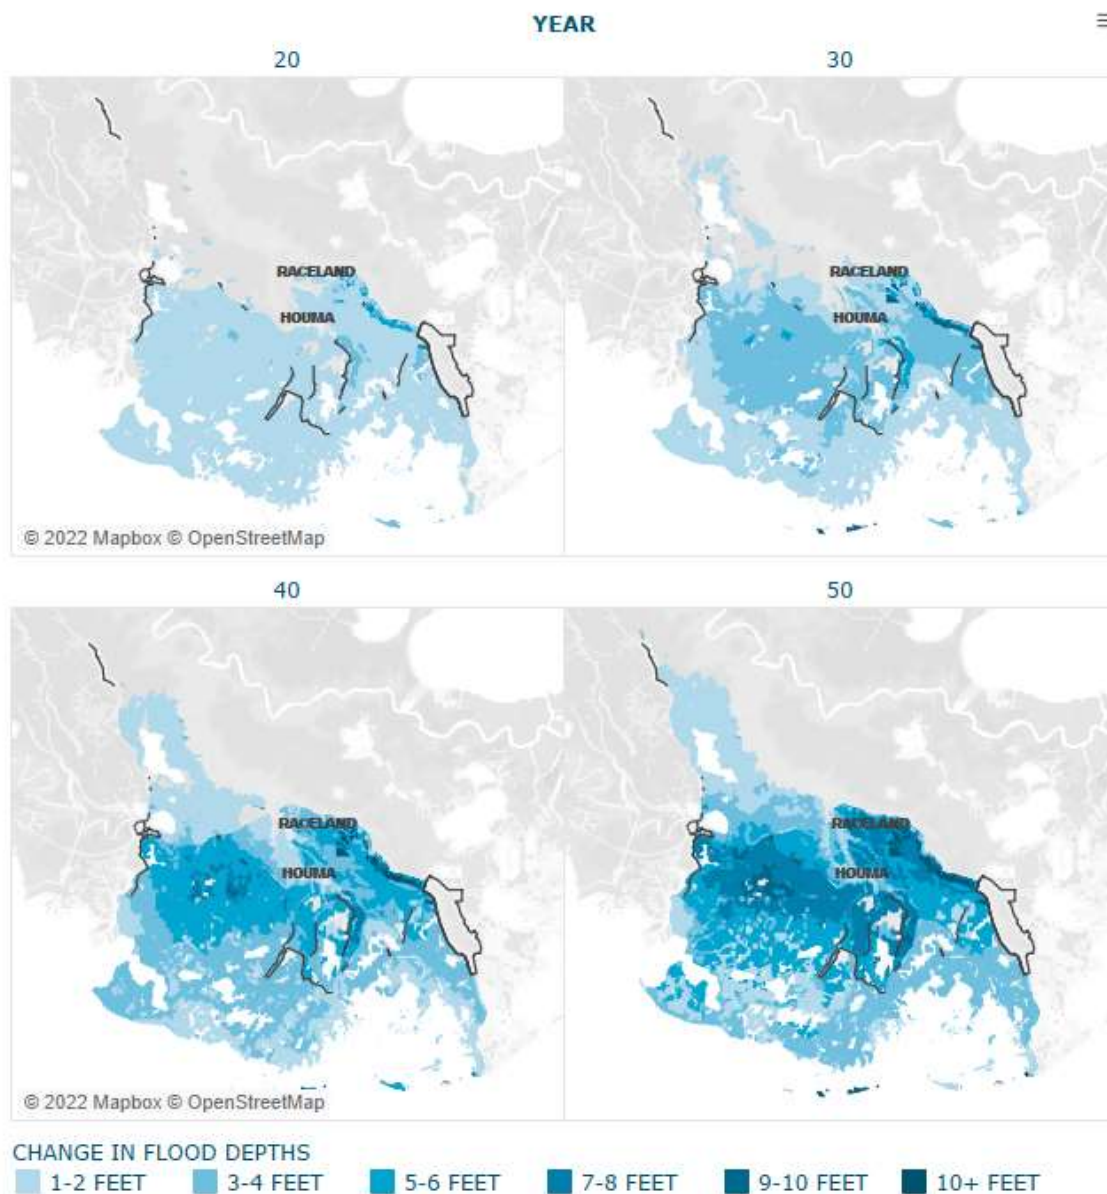 YEAR
20
30
RACELAND
HOUMA
RACELAND
HOUMA
© 2022 Mapbox © OpenStreetMap
40
50
RACELAND
HOUMA
RACELAND
HOUMA
© 2022 Mapbox © OpenStreetMap
CHANGE IN FLOOD DEPTHS
1-2 FEET 3-4 FEET 5-6 FEET 7-8 FEET 9-10 FEET 10+ FEET